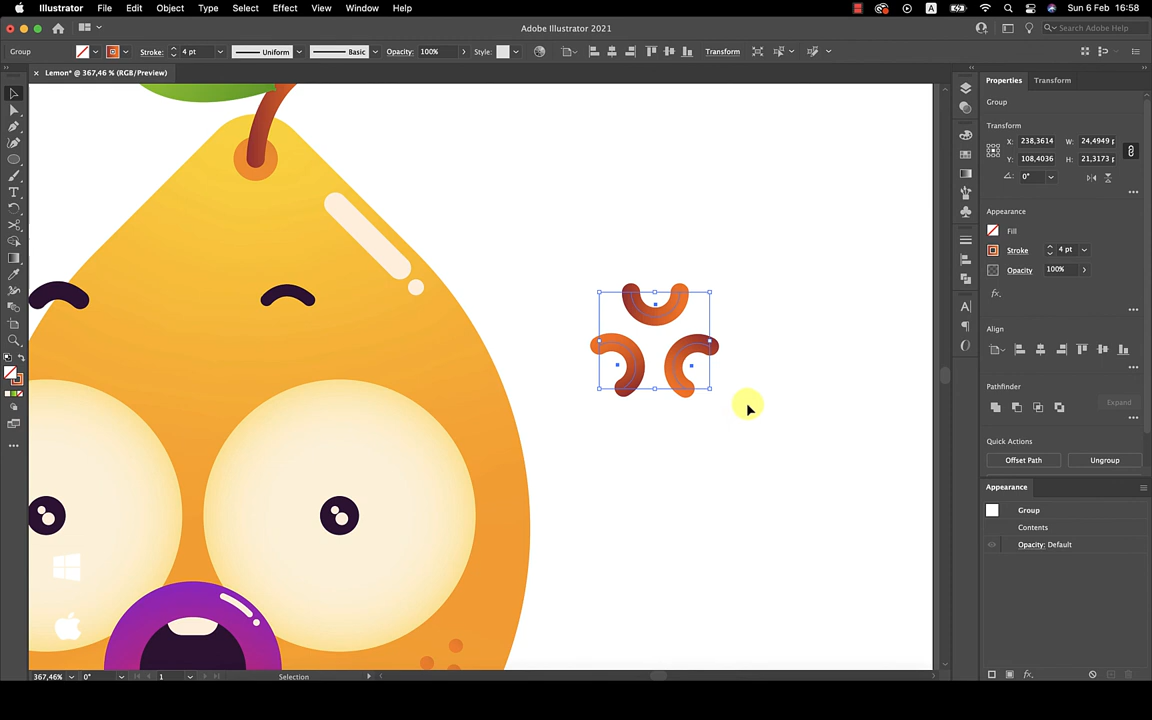 Illustrator File Edit Object Type Select Effect View Window Help Sun 6 Feb 16:58
Adobe Illustrator 2021
Search Adobe Help
Group Stroke: 4 pt Uniform Basic Opacity: 100% Style: Transform
× Lemon* @ 367,46 % (RGB/Preview)
Properties Transform
Group
Transform
X: 238,3614 W: 24,4949 p
Y: 108,4036 H: 21,3173 p
0°
Appearance
Fill
Stroke 4 pt
Opacity 100%
fx.
Align
Pathfinder
Expand
Quick Actions
Offset Path Ungroup
Appearance
Group
Contents
Opacity: Default
fx.
367,46% 0° 1 Selection